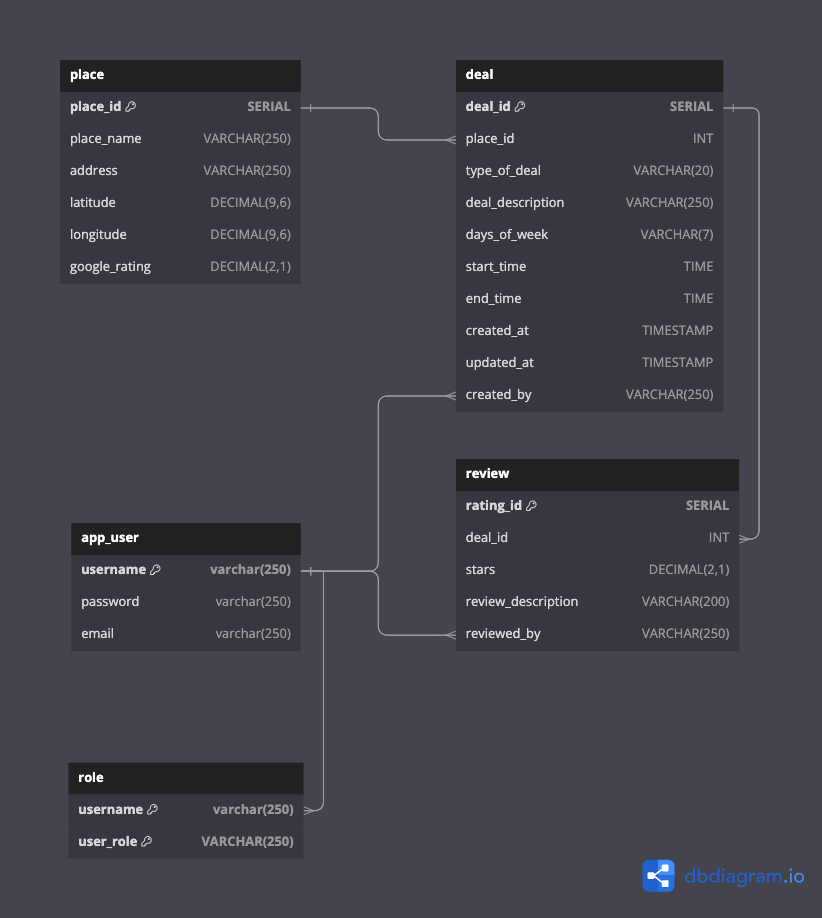 place
place_id SERIAL
place_name VARCHAR(250)
address VARCHAR(250)
latitude DECIMAL(9,6)
longitude DECIMAL(9,6)
google_rating DECIMAL(2,1)
deal
deal_id SERIAL
place_id INT
type_of_deal VARCHAR(20)
deal_description VARCHAR(250)
days_of_week VARCHAR(7)
start_time TIME
end_time TIME
created_at TIMESTAMP
updated_at TIMESTAMP
created_by VARCHAR(250)
review
rating_id SERIAL
deal_id INT
stars DECIMAL(2,1)
review_description VARCHAR(200)
reviewed_by VARCHAR(250)
app_user
username varchar(250)
password varchar(250)
email varchar(250)
role
username varchar(250)
user_role VARCHAR(250)
dbdiagram.io